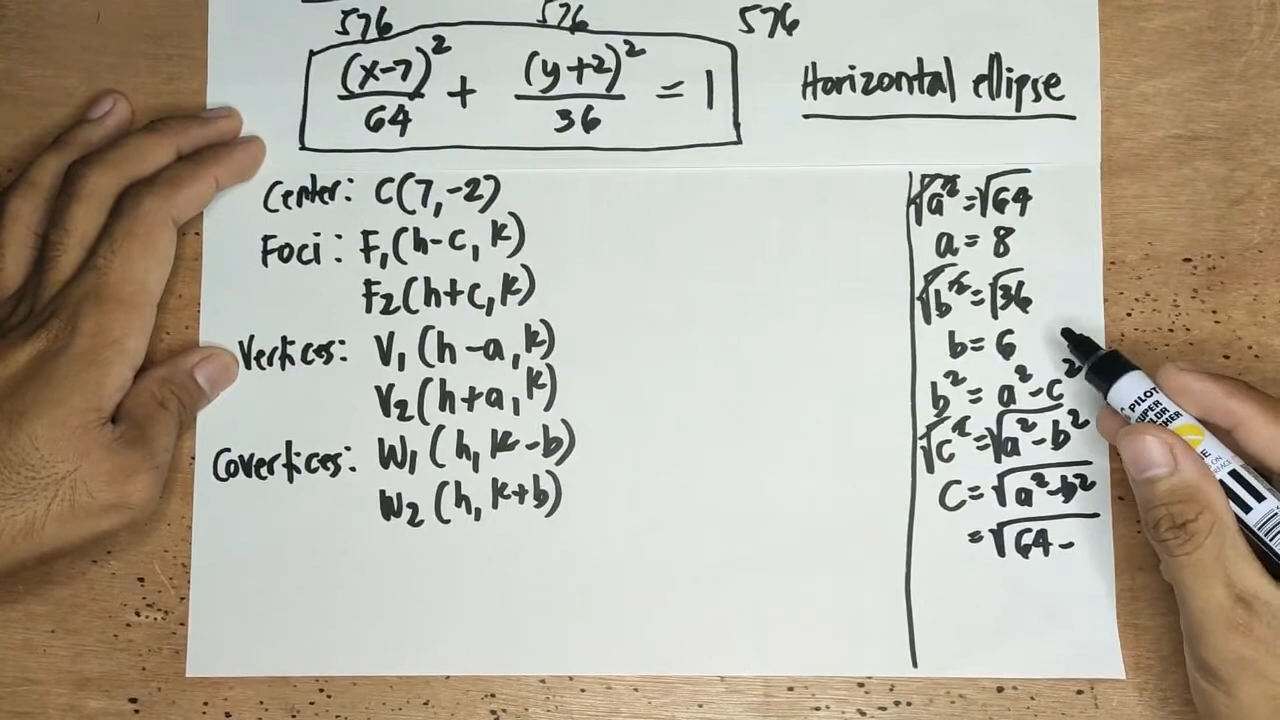 576 576 576
(x-7)²/64 + (y+2)²/36 = 1
Horizontal ellipse
Center: C(7,-2)
Foci: F₁(h-c, k)
F₂(h+c, k)
Vertices: V₁(h-a, k)
V₂(h+a, k)
Covertices: W₁(h, k-b)
W₂(h, k+b)
√a² = √64
a = 8
√b² = √36
b = 6
b² = a² - c²
√c² = √a² - b²
C = √a² - b²
= √64 -
PILOT
SUPER